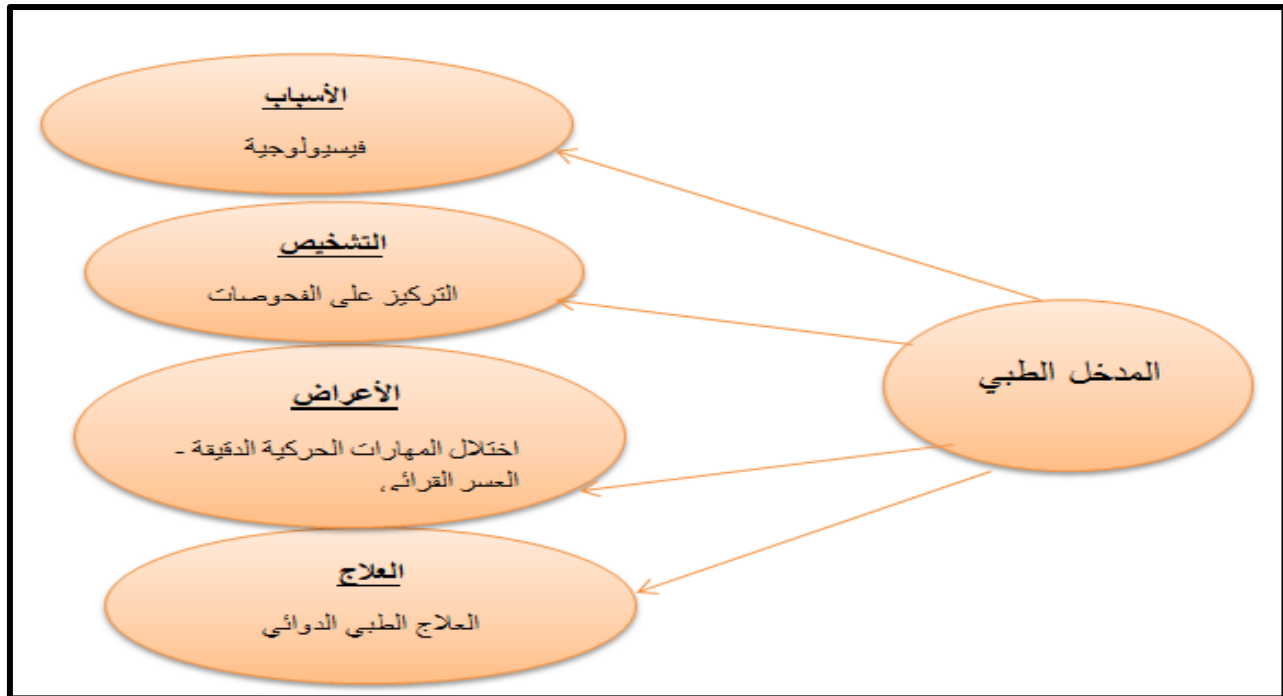 الأسباب
فيسيولوجية
التشخيص
التركيز على الفحوصات
المدخل الطبي
الأعراض
اختلال المهارات الحركية الدقيقة -
العسر القرائي
العلاج
العلاج الطبي الدوائي